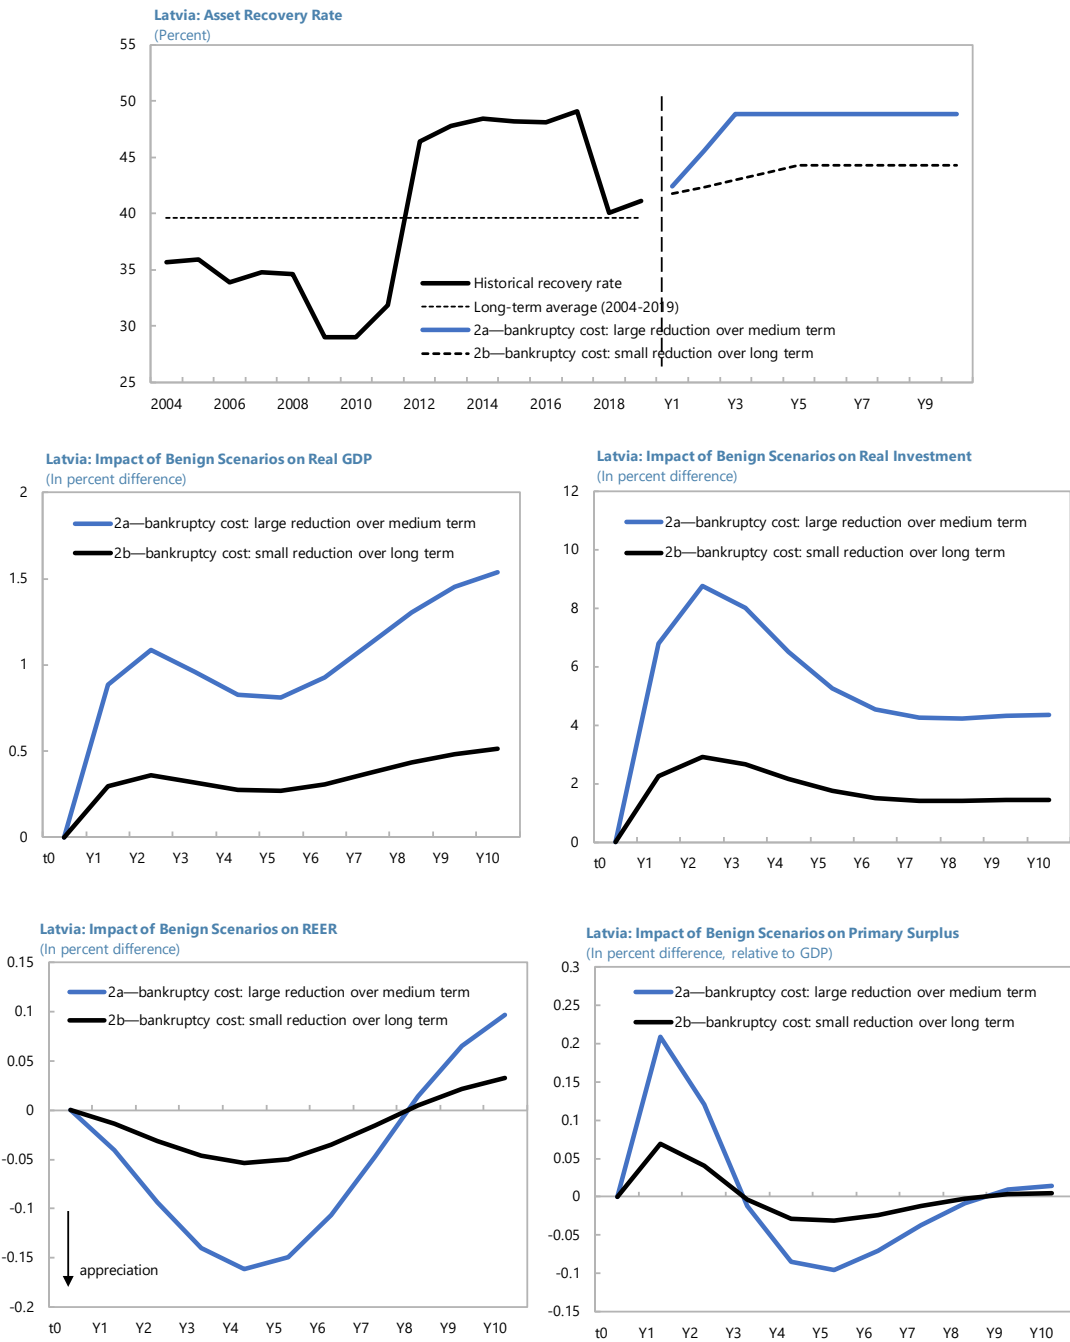 Latvia: Asset Recovery Rate
(Percent)
55
50
45
40
35
30
25
Historical recovery rate
Long-term average (2004-2019)
2a—bankruptcy cost: large reduction over medium term
2b—bankruptcy cost: small reduction over long term
2004 2006 2008 2010 2012 2014 2016 2018 Y1 Y3 Y5 Y7 Y9
Latvia: Impact of Benign Scenarios on Real GDP
(In percent difference)
2
1.5
1
0.5
0
2a—bankruptcy cost: large reduction over medium term
2b—bankruptcy cost: small reduction over long term
t0 Y1 Y2 Y3 Y4 Y5 Y6 Y7 Y8 Y9 Y10
Latvia: Impact of Benign Scenarios on Real Investment
(In percent difference)
12
10
8
6
4
2
0
2a—bankruptcy cost: large reduction over medium term
2b—bankruptcy cost: small reduction over long term
t0 Y1 Y2 Y3 Y4 Y5 Y6 Y7 Y8 Y9 Y10
Latvia: Impact of Benign Scenarios on REER
(In percent difference)
0.15
0.1
0.05
0
-0.05
-0.1
-0.15
-0.2
2a—bankruptcy cost: large reduction over medium term
2b—bankruptcy cost: small reduction over long term
appreciation
t0 Y1 Y2 Y3 Y4 Y5 Y6 Y7 Y8 Y9 Y10
Latvia: Impact of Benign Scenarios on Primary Surplus
(In percent difference, relative to GDP)
0.3
0.25
0.2
0.15
0.1
0.05
0
-0.05
-0.1
-0.15
2a—bankruptcy cost: large reduction over medium term
2b—bankruptcy cost: small reduction over long term
t0 Y1 Y2 Y3 Y4 Y5 Y6 Y7 Y8 Y9 Y10